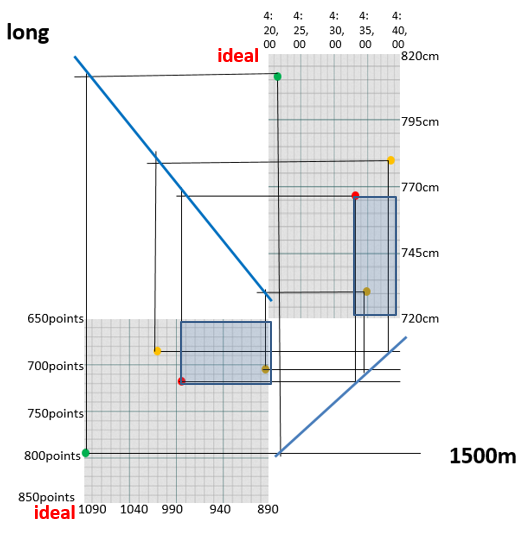 long
4: 4: 4: 4: 4:
20, 25, 30, 35, 40,
00 00 00 00 00
ideal
820cm
795cm
770cm
745cm
720cm
650points
700points
750points
800points
1500m
850points
ideal
1090 1040 990 940 890